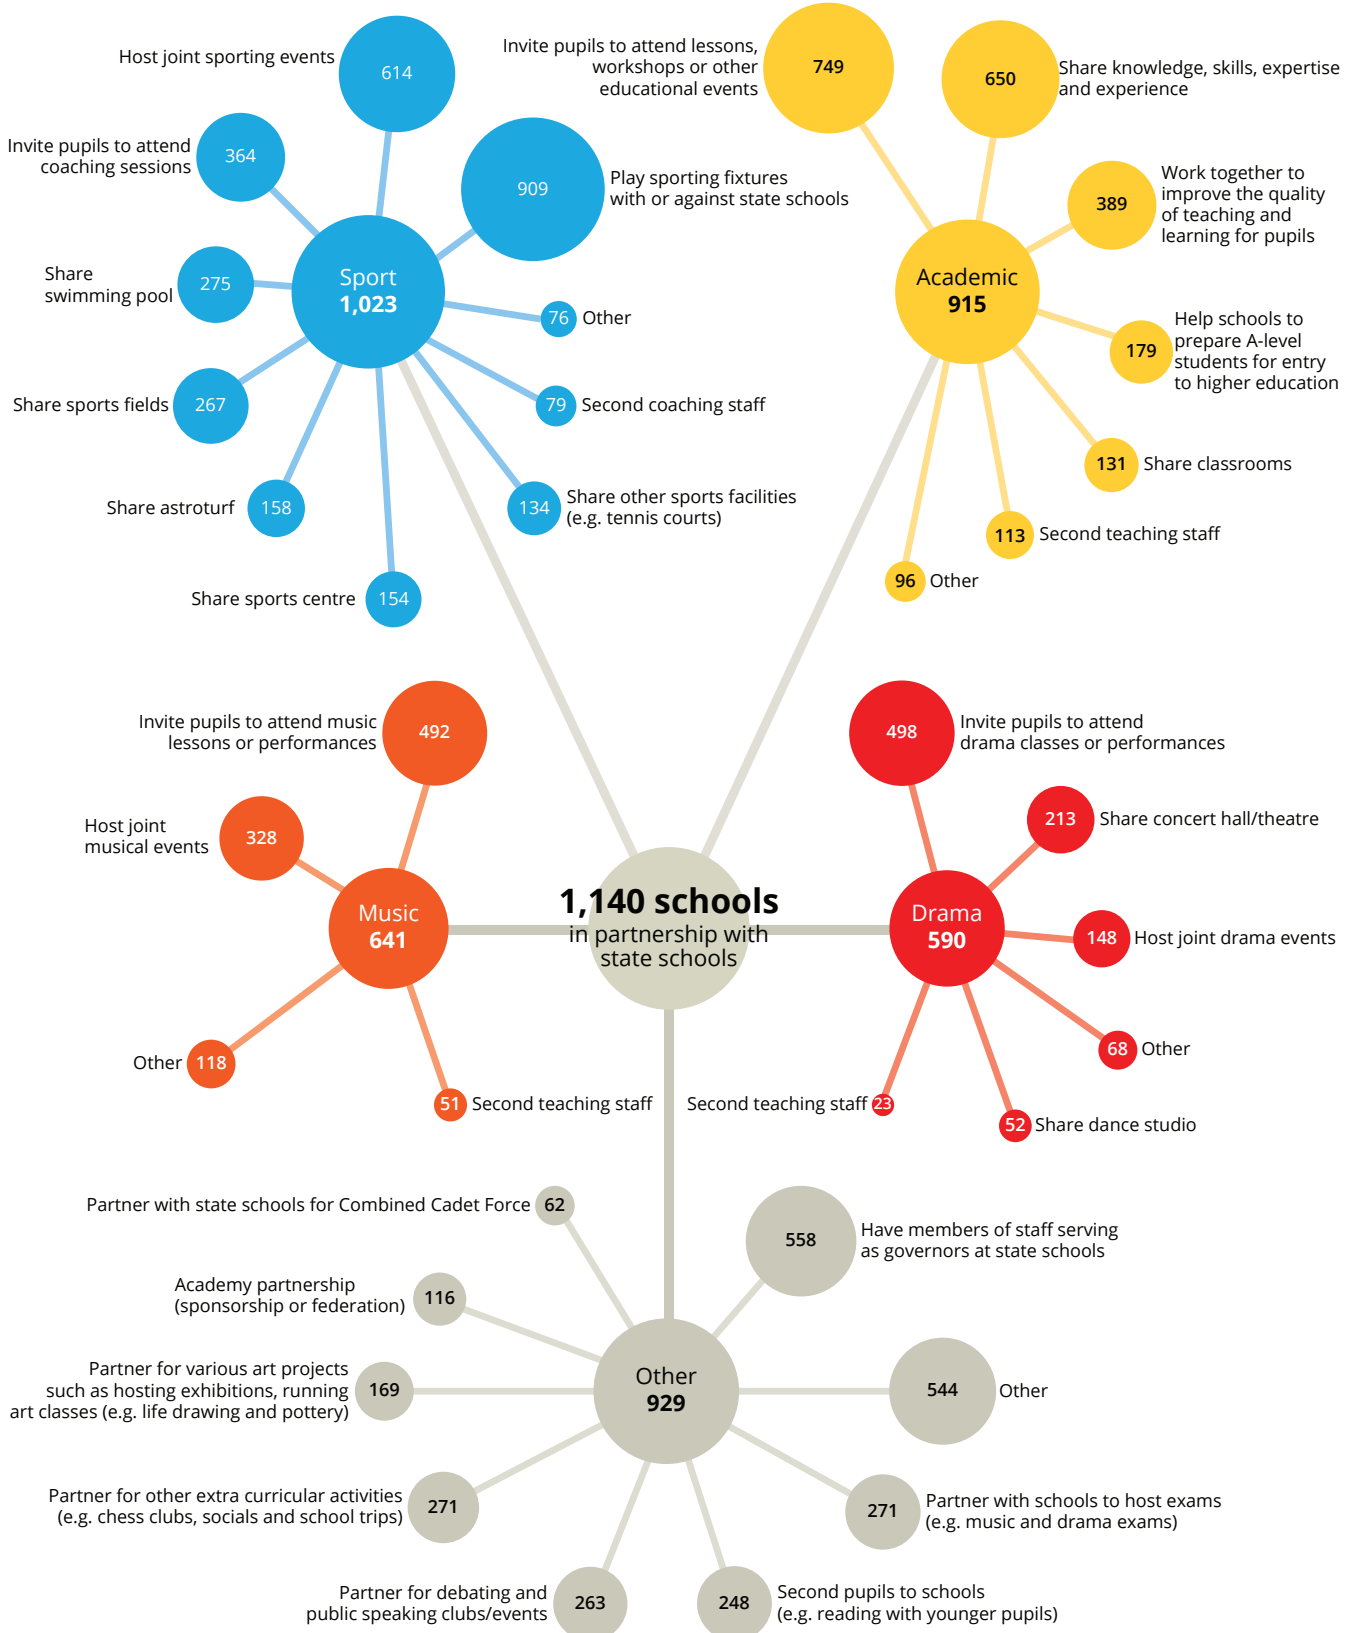 Host joint sporting events
614
Invite pupils to attend
coaching sessions
364
909
Play sporting fixtures
with or against state schools
Share
swimming pool
275
Sport
1,023
76
Other
Share sports fields
267
79
Second coaching staff
Share astroturf
158
134
Share other sports facilities
(e.g. tennis courts)
Share sports centre
154
Invite pupils to attend lessons,
workshops or other
educational events
749
650
Share knowledge, skills, expertise
and experience
389
Work together to
improve the quality
of teaching and
learning for pupils
Academic
915
179
Help schools to
prepare A-level
students for entry
to higher education
131
Share classrooms
113
Second teaching staff
96
Other
Invite pupils to attend music
lessons or performances
492
Host joint
musical events
328
Music
641
Other
118
51
Second teaching staff
1,140 schools
in partnership with
state schools
498
Invite pupils to attend
drama classes or performances
213
Share concert hall/theatre
Drama
590
148
Host joint drama events
68
Other
Second teaching staff
23
52
Share dance studio
Partner with state schools for Combined Cadet Force
62
558
Have members of staff serving
as governors at state schools
Academy partnership
(sponsorship or federation)
116
Partner for various art projects
such as hosting exhibitions, running
art classes (e.g. life drawing and pottery)
169
Other
929
544
Other
Partner for other extra curricular activities
(e.g. chess clubs, socials and school trips)
271
271
Partner with schools to host exams
(e.g. music and drama exams)
Partner for debating and
public speaking clubs/events
263
248
Second pupils to schools
(e.g. reading with younger pupils)